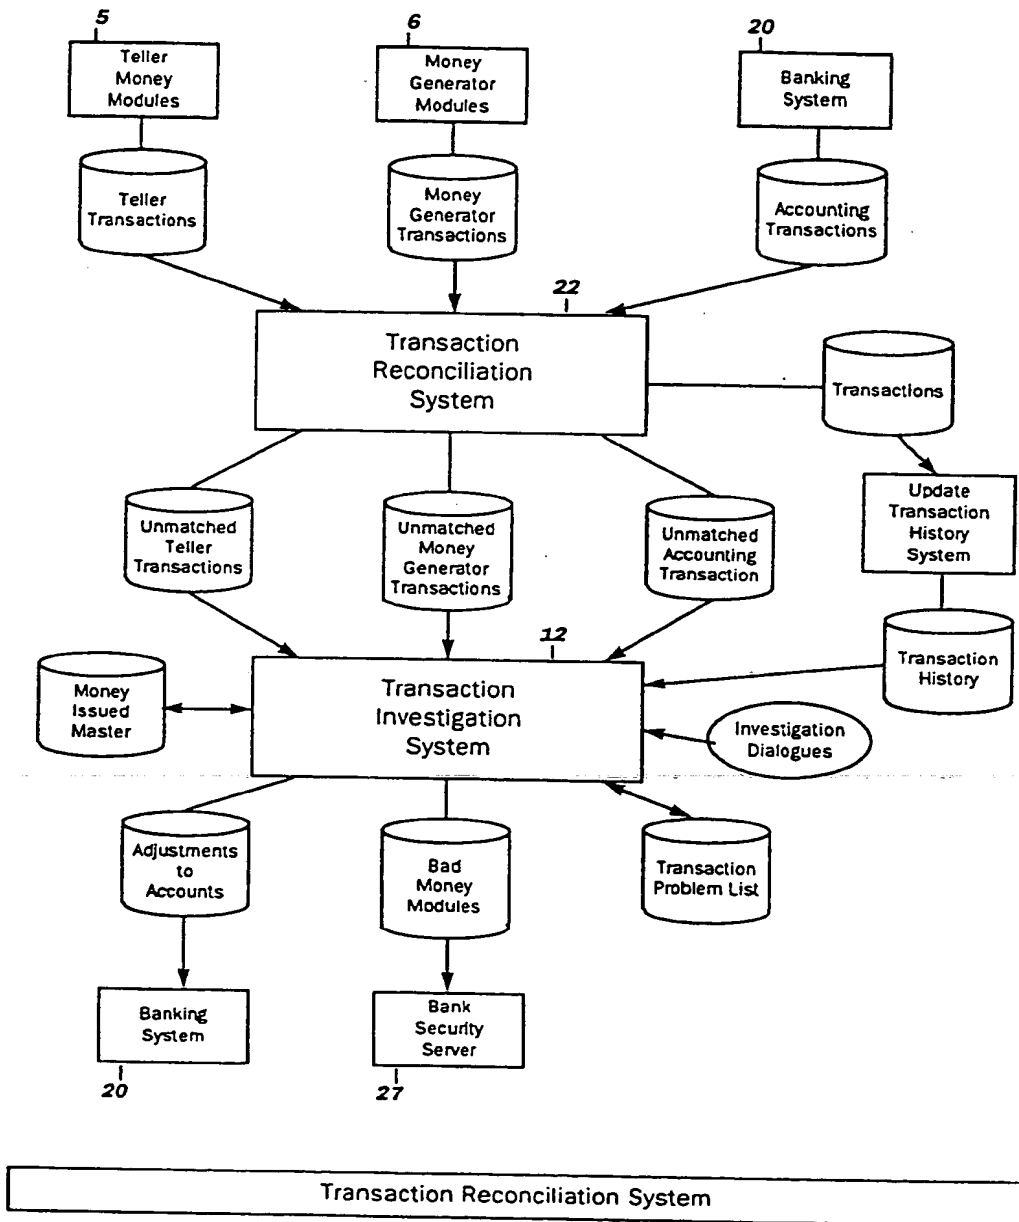 5
6
20
Teller
Money
Modules
Money
Generator
Modules
Banking
System
Teller
Transactions
Money
Generator
Transactions
Accounting
Transactions
22
Transaction
Reconciliation
System
Transactions
Unmatched
Teller
Transactions
Unmatched
Money
Generator
Transactions
Unmatched
Accounting
Transaction
Update
Transaction
History
System
12
Transaction
History
Money
Issued
Master
Transaction
Investigation
System
Investigation
Dialogues
Adjustments
to
Accounts
Bad
Money
Modules
Transaction
Problem List
Banking
System
Bank
Security
Server
20
27
Transaction Reconciliation System